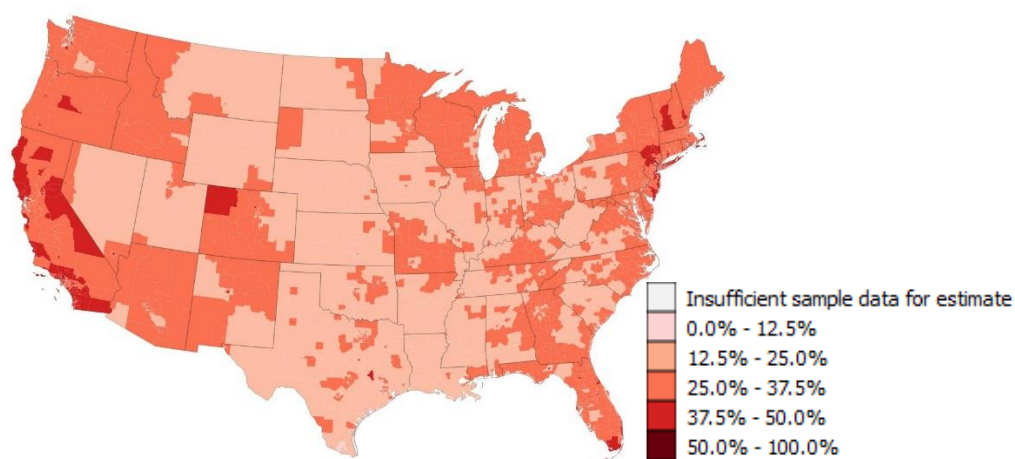 Insufficient sample data for estimate
0.0% - 12.5%
12.5% - 25.0%
25.0% - 37.5%
37.5% - 50.0%
50.0% - 100.0%